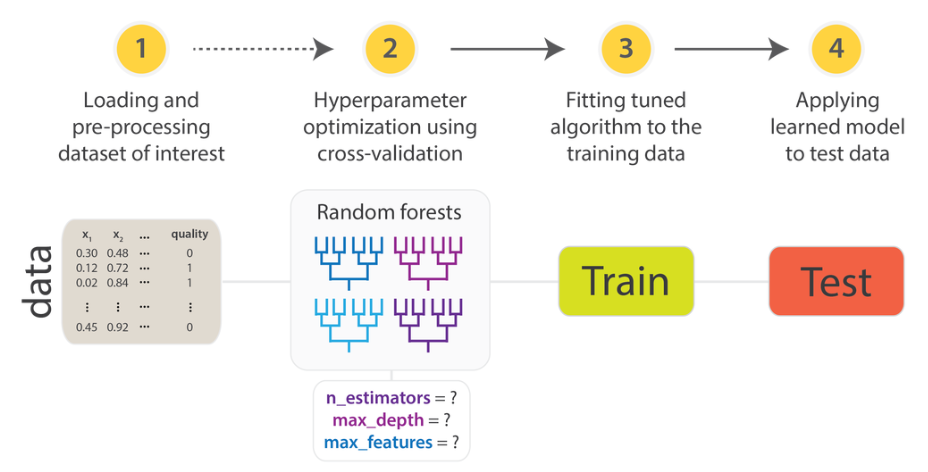 1
2
3
4
Loading and
pre-processing
dataset of interest
Hyperparameter
optimization using
cross-validation
Fitting tuned
algorithm to the
training data
Applying
learned model
to test data
data
x1 x2 ... quality
0.30 0.48 ... 0
0.12 0.72 ... 1
0.02 0.84 ... 1
⋮ ⋮ ⋮
0.45 0.92 ... 0
Random forests
n_estimators = ?
max_depth = ?
max_features = ?
Train
Test